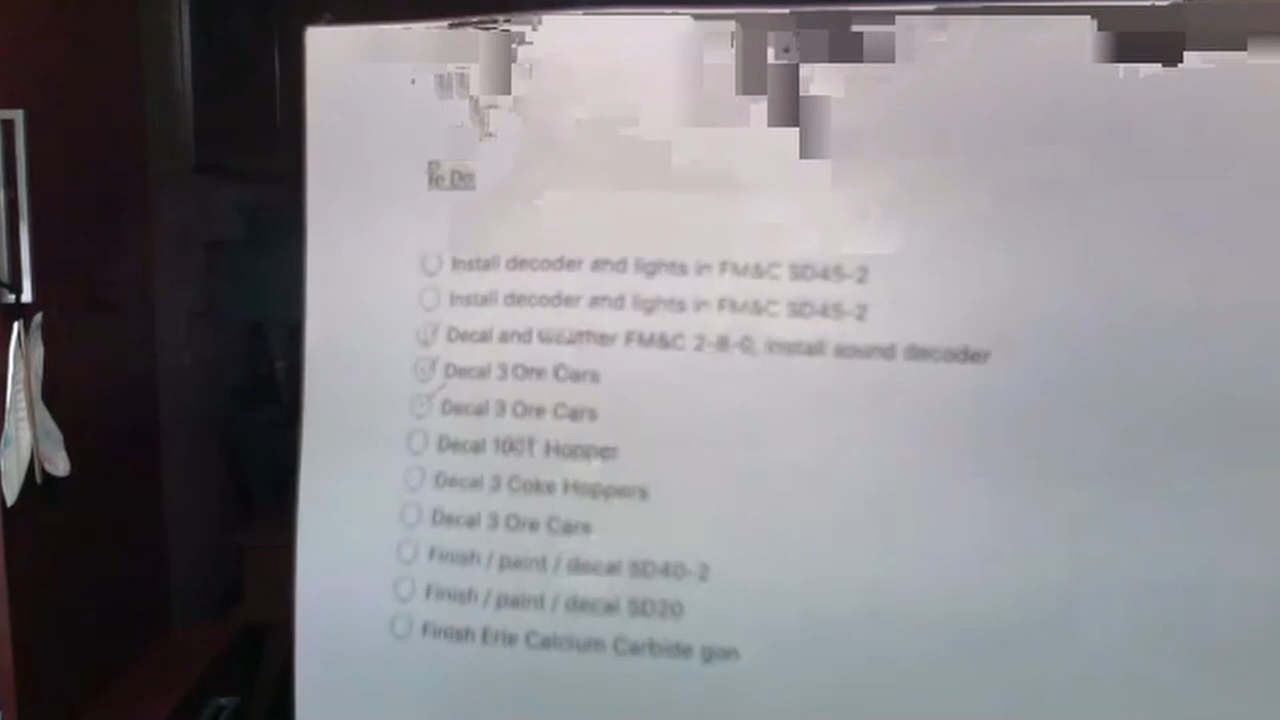 To Do
Install decoder and lights in FM&C SD45-2
Install decoder and lights in FM&C SD45-2
Decal and weather FM&C 2-8-0, install sound decoder
Decal 3 Ore Cars
Decal 3 Ore Cars
Decal 100T Hopper
Decal 3 Coke Hoppers
Decal 3 Ore Cars
Finish / paint / decal SD40-2
Finish / paint / decal SD20
Finish Erie Calcium Carbide gon